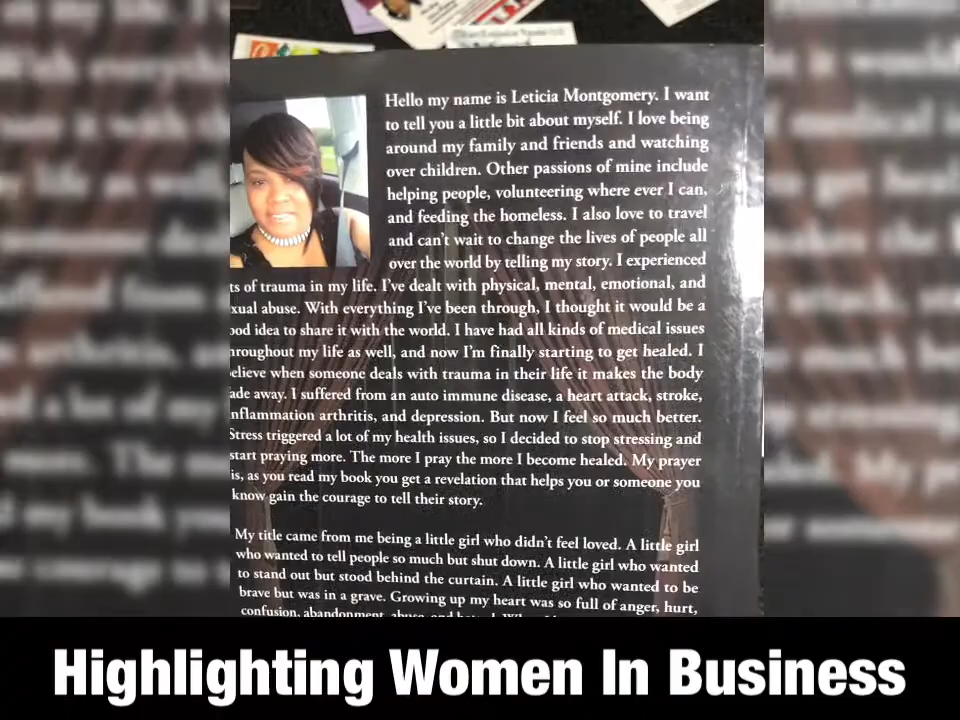 Hello my name is Leticia Montgomery. I want
to tell you a little bit about myself. I love being
around my family and friends and watching
over children. Other passions of mine include
helping people, volunteering where ever I can,
and feeding the homeless. I also love to travel
and can't wait to change the lives of people all
over the world by telling my story. I experienced
ts of trauma in my life. I've dealt with physical, mental, emotional, and
xual abuse. With everything I've been through, I thought it would be a
ood idea to share it with the world. I have had all kinds of medical issues
hroughout my life as well, and now I'm finally starting to get healed. I
elieve when someone deals with trauma in their life it makes the body
ade away. I suffered from an auto immune disease, a heart attack, stroke,
nflammation arthritis, and depression. But now I feel so much better.
Stress triggered a lot of my health issues, so I decided to stop stressing and
start praying more. The more I pray the more I become healed. My prayer
is, as you read my book you get a revelation that helps you or someone you
know gain the courage to tell their story.
My title came from me being a little girl who didn't feel loved. A little girl
who wanted to tell people so much but shut down. A little girl who wanted
to stand out but stood behind the curtain. A little girl who wanted to be
brave but was in a grave. Growing up my heart was so full of anger, hurt,
confusion, abandonment, abuse, and
Highlighting Women In Business